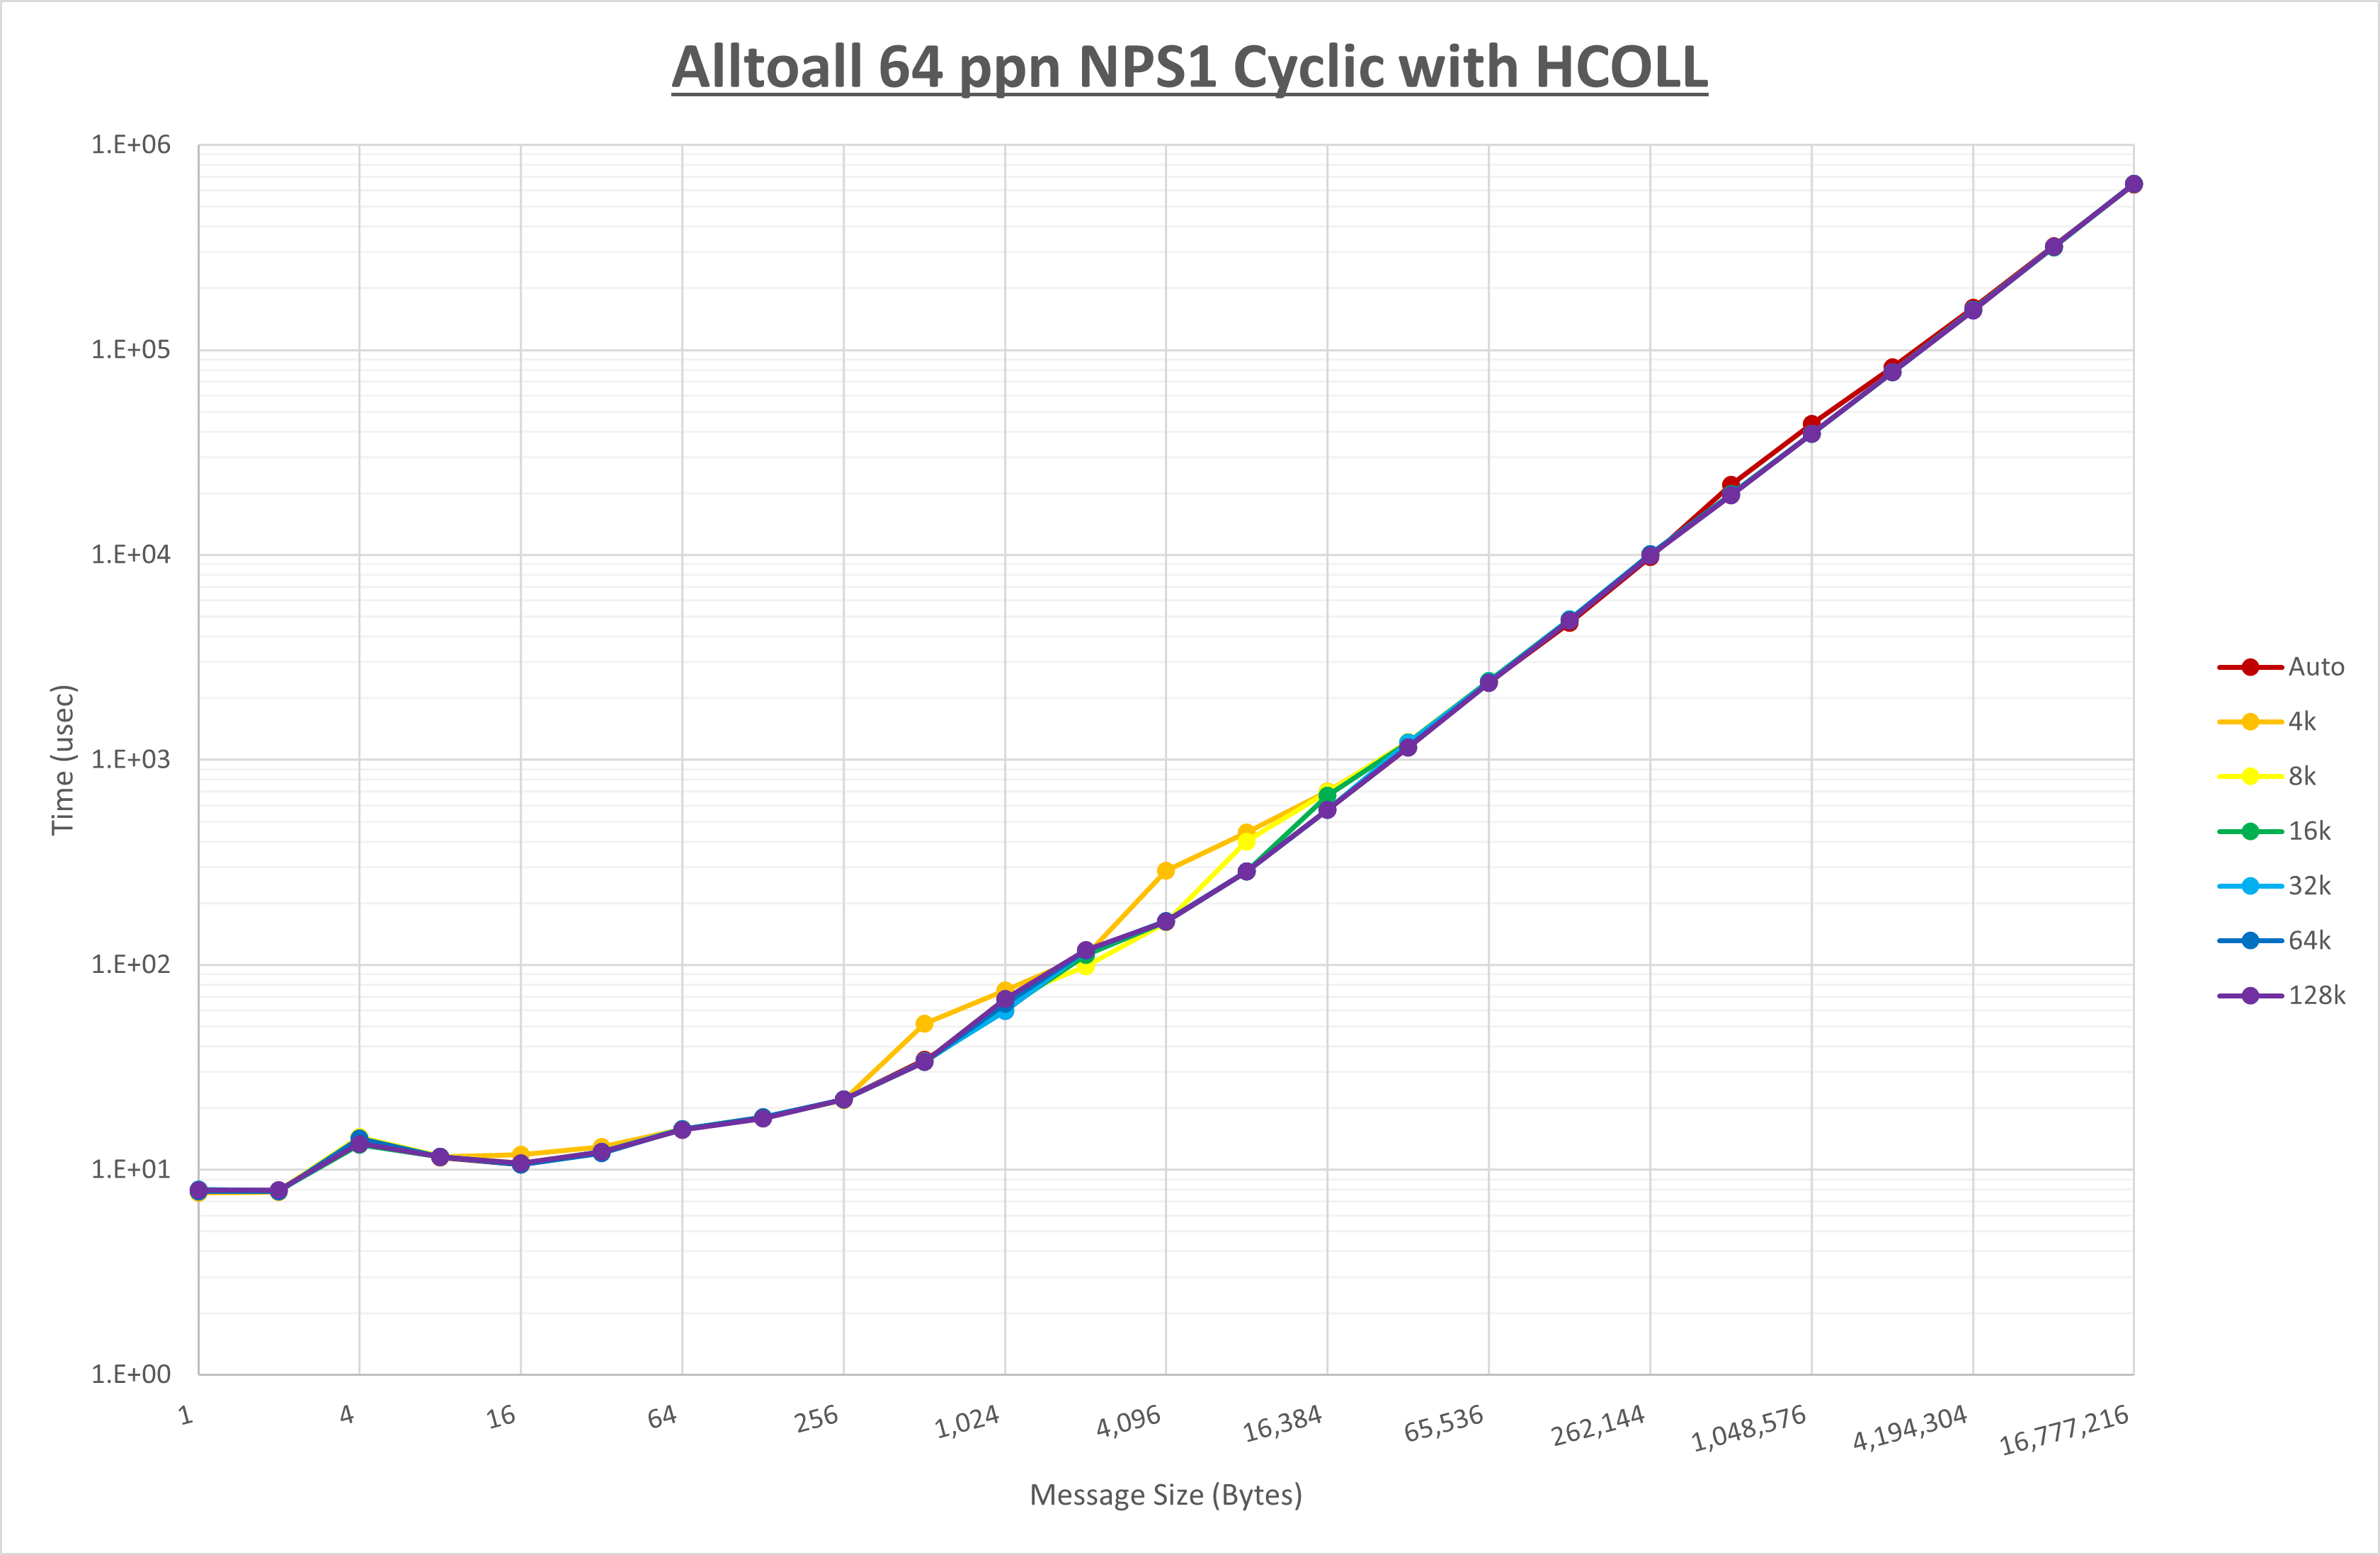 Alltoall 64 ppn NPS1 Cyclic with HCOLL
1.E+06
1.E+05
1.E+04
1.E+03
1.E+02
1.E+01
1.E+00
Time (usec)
1
4
16
64
256
1,024
4,096
16,384
65,536
262,144
1,048,576
4,194,304
16,777,216
Message Size (Bytes)
Auto
4k
8k
16k
32k
64k
128k